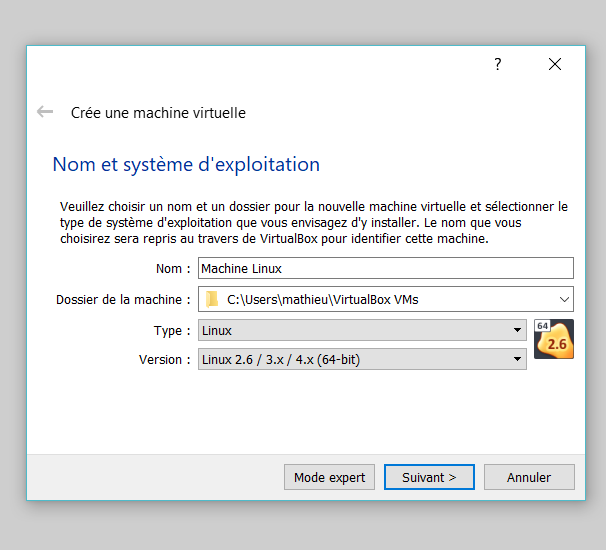 ?
Crée une machine virtuelle
Nom et système d'exploitation
Veuillez choisir un nom et un dossier pour la nouvelle machine virtuelle et sélectionner le
type de système d'exploitation que vous envisagez d'y installer. Le nom que vous
choisirez sera repris au travers de VirtualBox pour identifier cette machine.
Nom : Machine Linux
Dossier de la machine : C:\Users\mathieu\VirtualBox VMs
Type : Linux
64
2.6
Version : Linux 2.6 / 3.x / 4.x (64-bit)
Mode expert Suivant > Annuler